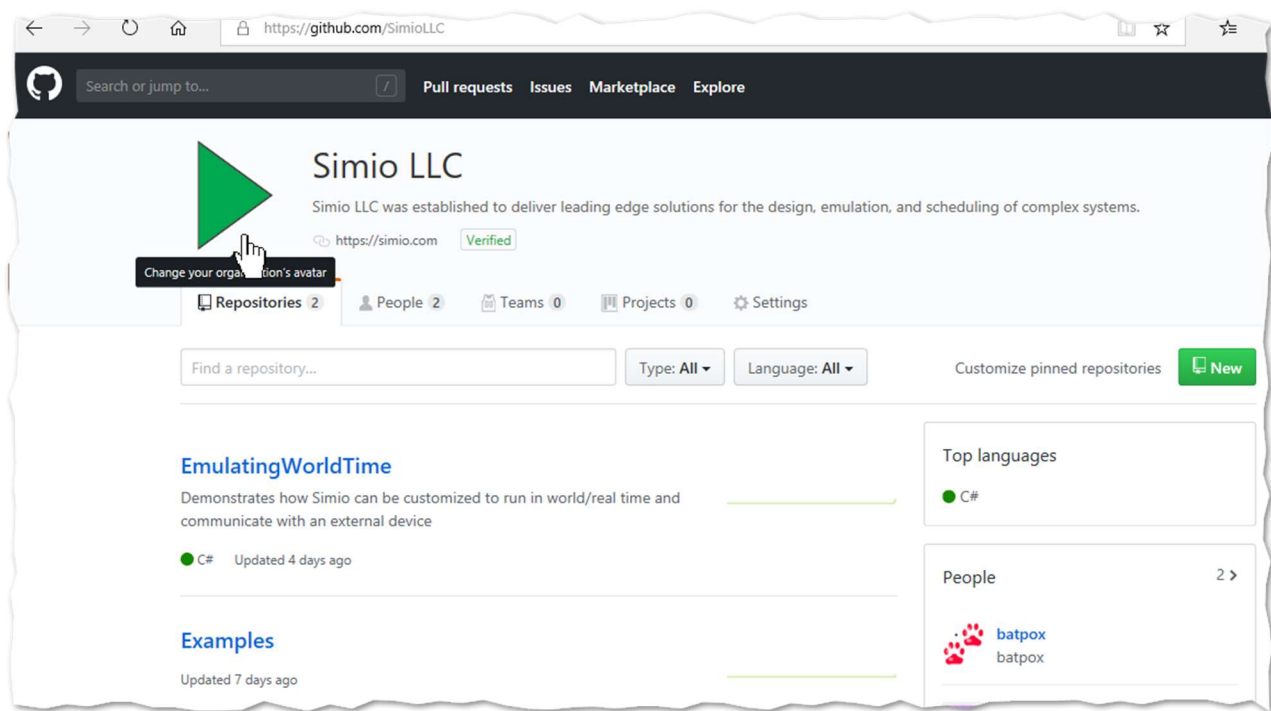 https://github.com/SimioLLC
Search or jump to... /
Pull requests Issues Marketplace Explore
Simio LLC
Simio LLC was established to deliver leading edge solutions for the design, emulation, and scheduling of complex systems.
https://simio.com Verified
Change your tion's avatar
Repositories 2 People 2 Teams 0 Projects 0 Settings
Find a repository... Type: All Language: All Customize pinned repositories New
EmulatingWorldTime
Demonstrates how Simio can be customized to run in world/real time and
communicate with an external device
C# Updated 4 days ago
Examples
Updated 7 days ago
Top languages
C#
People 2 >
batpox
batpox